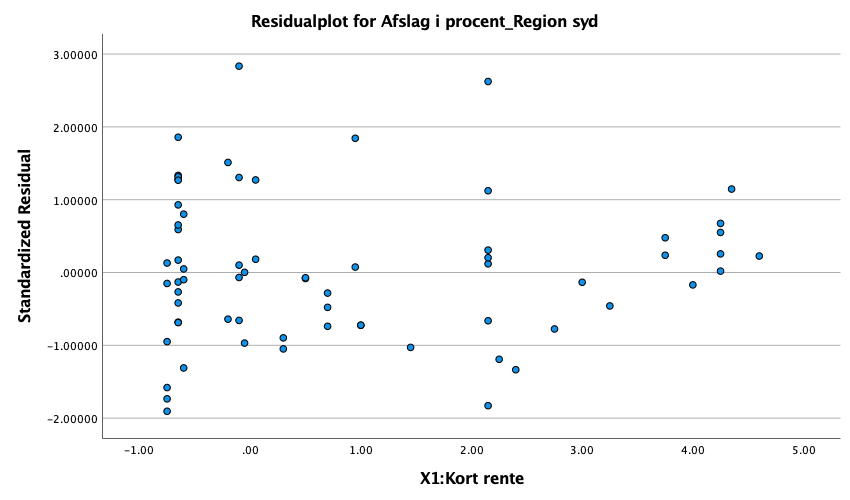 Residualplot for Afslag i procent_Region syd
3.00000
2.00000
1.00000
.00000
-1.00000
-2.00000
Standardized Residual
-1.00 .00 1.00 2.00 3.00 4.00 5.00
X1:Kort rente